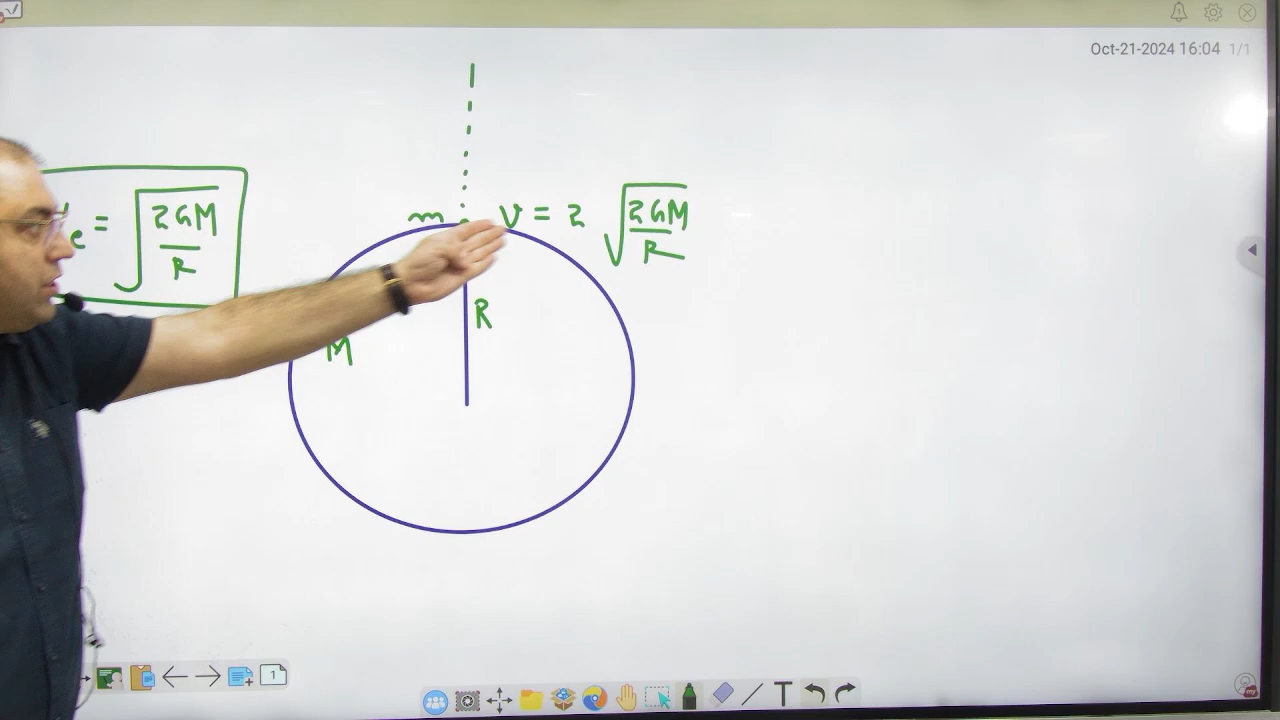 Oct-21-2024 16:04 1/1
e = √(2GM/R)
m
v = 2 √(2GM/R)
R
M
1
T